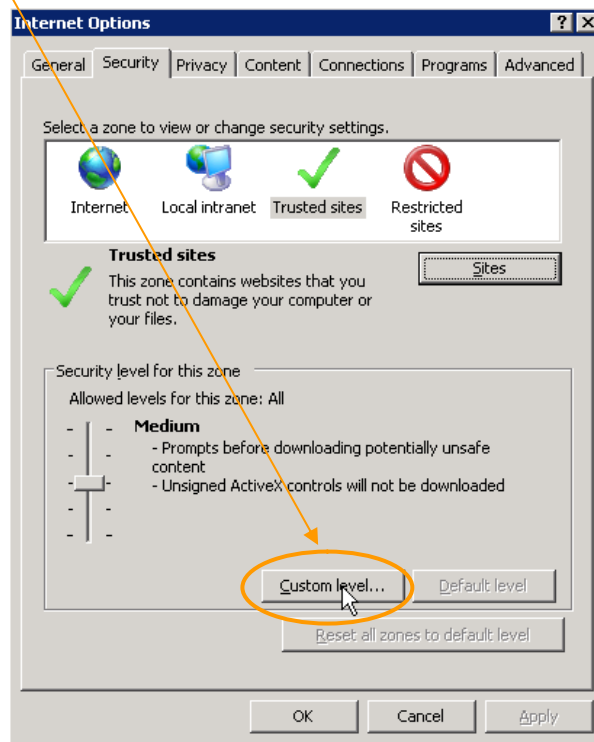 Internet Options
General Security Privacy Content Connections Programs Advanced
Select a zone to view or change security settings.
Internet Local intranet Trusted sites Restricted
sites
Trusted sites
Sites
This zone contains websites that you
trust not to damage your computer or
your files.
Security level for this zone
Allowed levels for this zone: All
Medium
- Prompts before downloading potentially unsafe
content
- Unsigned ActiveX controls will not be downloaded
Custom level... Default level
Reset all zones to default level
OK Cancel Apply